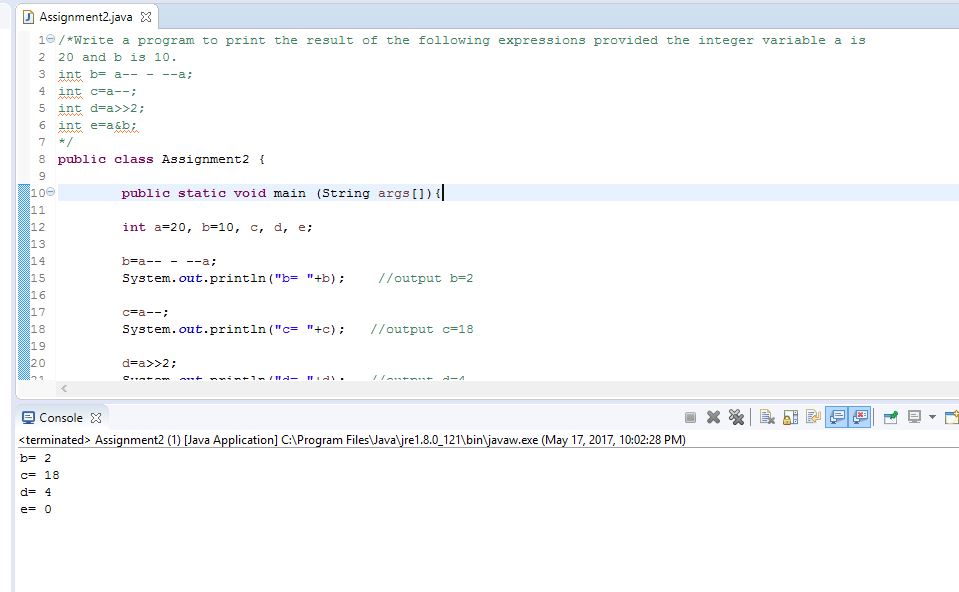 Assignment2.java
1 /*Write a program to print the result of the following expressions provided the integer variable a is
2 20 and b is 10.
3 int b= a-- - --a;
4 int c=a--;
5 int d=a>>2;
6 int e=a&b;
7 */
8 public class Assignment2 {
9
10 public static void main (String args[]){
11
12 int a=20, b=10, c, d, e;
13
14 b=a-- - --a;
15 System.out.println("b= "+b); //output b=2
16
17 c=a--;
18 System.out.println("c= "+c); //output c=18
19
20 d=a>>2;
21 System.out.println("d= "+d); //output d=4
Console
<terminated> Assignment2 (1) [Java Application] C:\Program Files\Java\jre1.8.0_121\bin\javaw.exe (May 17, 2017, 10:02:28 PM)
b= 2
c= 18
d= 4
e= 0